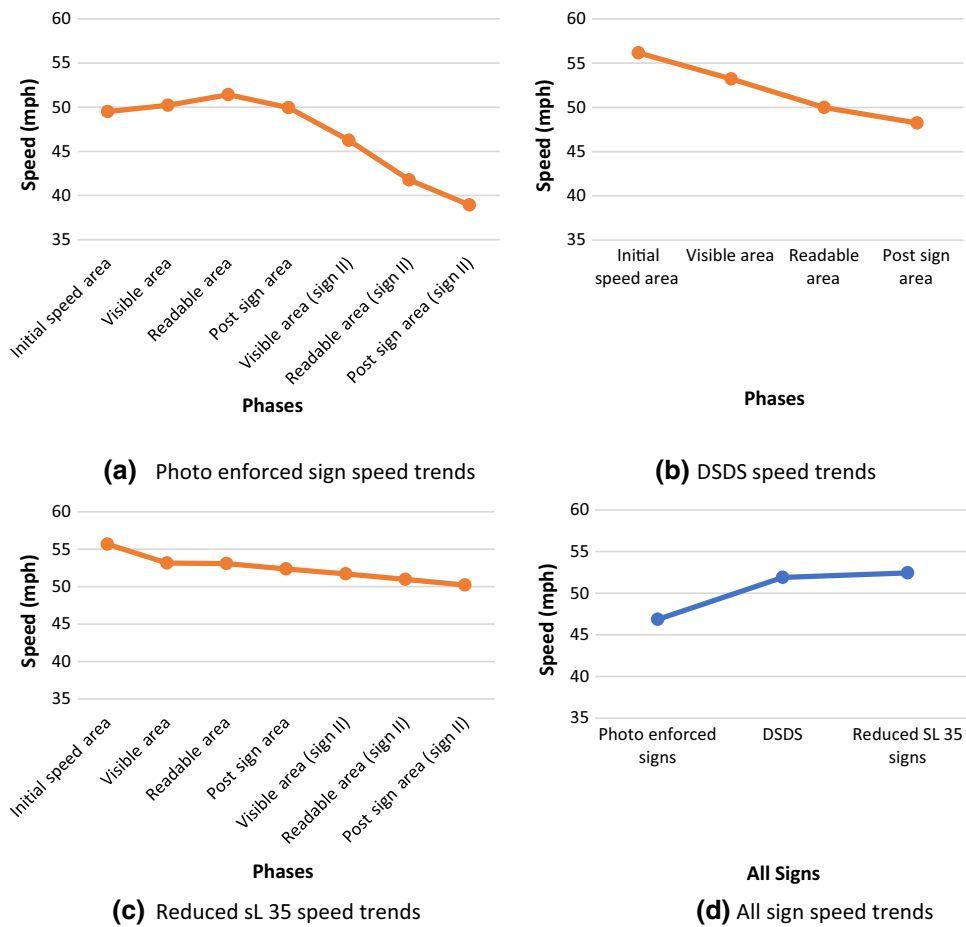 60
55
50
45
40
35
Speed (mph)
Initial speed area
Visible area
Readable area
Post sign area
Visible area (sign II)
Readable area (sign II)
Post sign area (sign II)
Phases
(a) Photo enforced sign speed trends
60
55
50
45
40
35
Speed (mph)
Initial
speed area
Visible area
Readable
area
Post sign
area
Phases
(b) DSDS speed trends
60
55
50
45
40
35
Speed (mph)
Initial speed area
Visible area
Readable area
Post sign area
Visible area (sign II)
Readable area (sign II)
Post sign area (sign II)
Phases
(c) Reduced sL 35 speed trends
60
55
50
45
40
35
Speed (mph)
Photo enforced
signs
DSDS
Reduced SL 35
signs
All Signs
(d) All sign speed trends